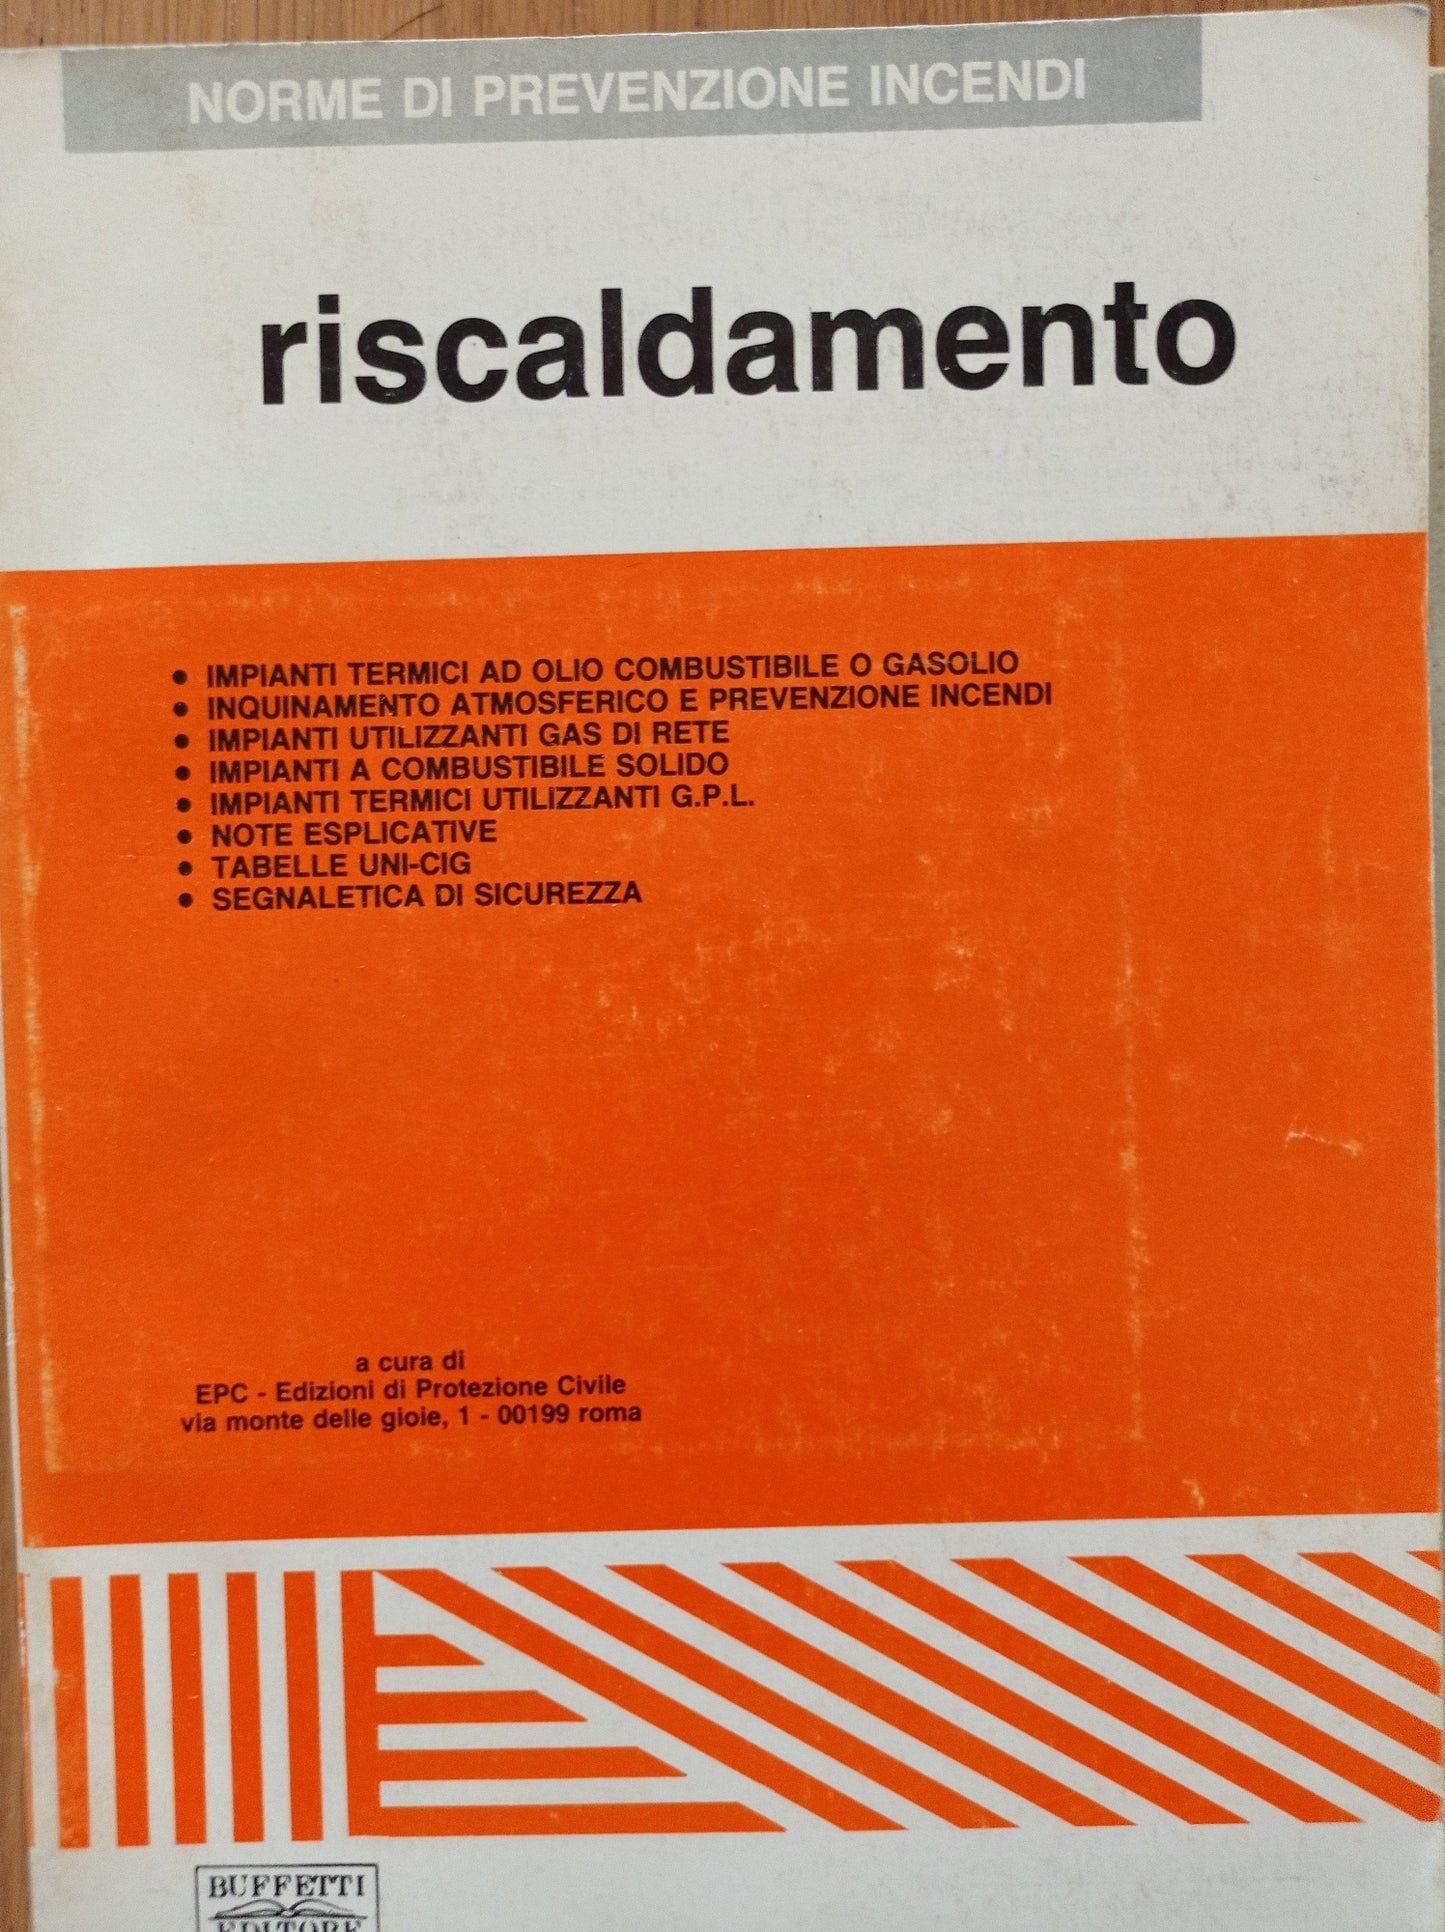 NORME DI PREVENZIONE INCENDI
riscaldamento
• IMPIANTI TERMICI AD OLIO COMBUSTIBILE O GASOLIO
• INQUINAMENTO ATMOSFERICO E PREVENZIONE INCENDI
• IMPIANTI UTILIZZANTI GAS DI RETE
• IMPIANTI A COMBUSTIBILE SOLIDO
• IMPIANTI TERMICI UTILIZZANTI G.P.L.
• NOTE ESPLICATIVE
• TABELLE UNI-CIG
• SEGNALETICA DI SICUREZZA
a cura di
EPC - Edizioni di Protezione Civile
via monte delle gioie, 1 - 00199 roma
BUFFETTI
EDITORE